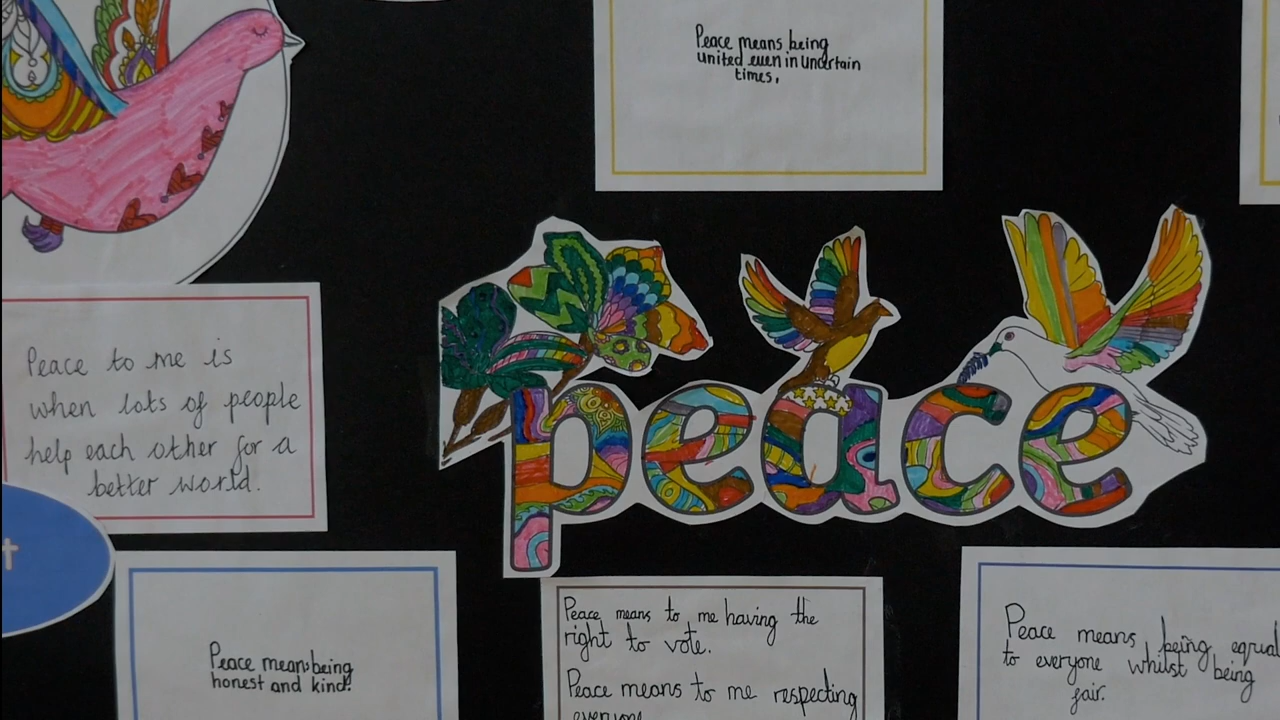 Peace means being
united even in uncertain
times.
peace
Peace to me is
when lots of people
help each other for a
better world.
t
Peace means being
honest and kind.
Peace means to me having the
right to vote.
Peace means to me respecting
everyone
Peace means being equal
to everyone whilst being
fair.